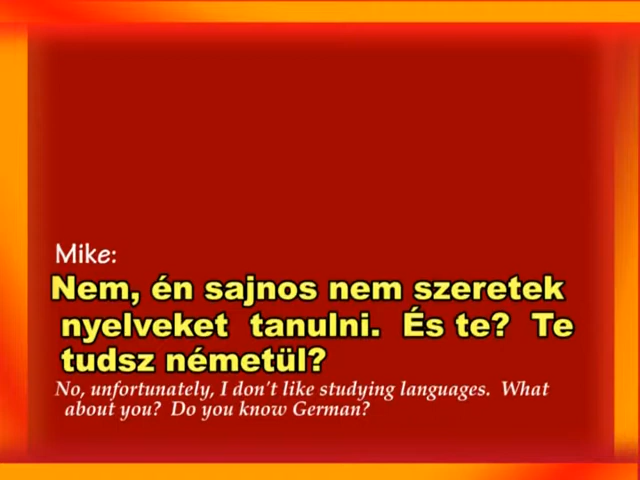 Mike:
Nem, én sajnos nem szeretek
nyelveket tanulni. És te? Te
tudsz németül?
No, unfortunately, I don't like studying languages. What
about you? Do you know German?